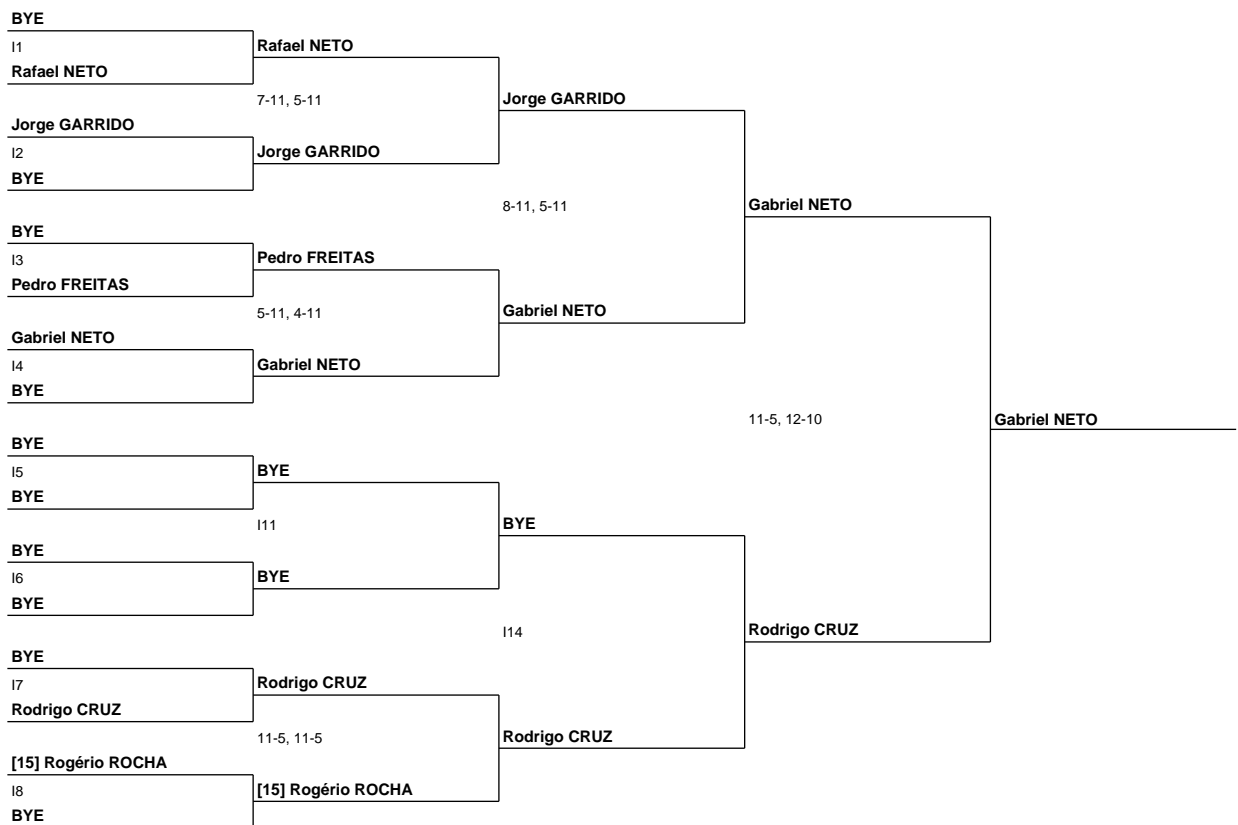 BYE
I1
Rafael NETO
Rafael NETO
7-11, 5-11
Jorge GARRIDO
Jorge GARRIDO
I2
Jorge GARRIDO
BYE
8-11, 5-11
Gabriel NETO
BYE
I3
Pedro FREITAS
Pedro FREITAS
5-11, 4-11
Gabriel NETO
Gabriel NETO
I4
Gabriel NETO
BYE
11-5, 12-10
Gabriel NETO
BYE
I5
BYE
BYE
I11
BYE
BYE
I6
BYE
BYE
I14
Rodrigo CRUZ
BYE
I7
Rodrigo CRUZ
Rodrigo CRUZ
11-5, 11-5
Rodrigo CRUZ
[15] Rogério ROCHA
I8
[15] Rogério ROCHA
BYE